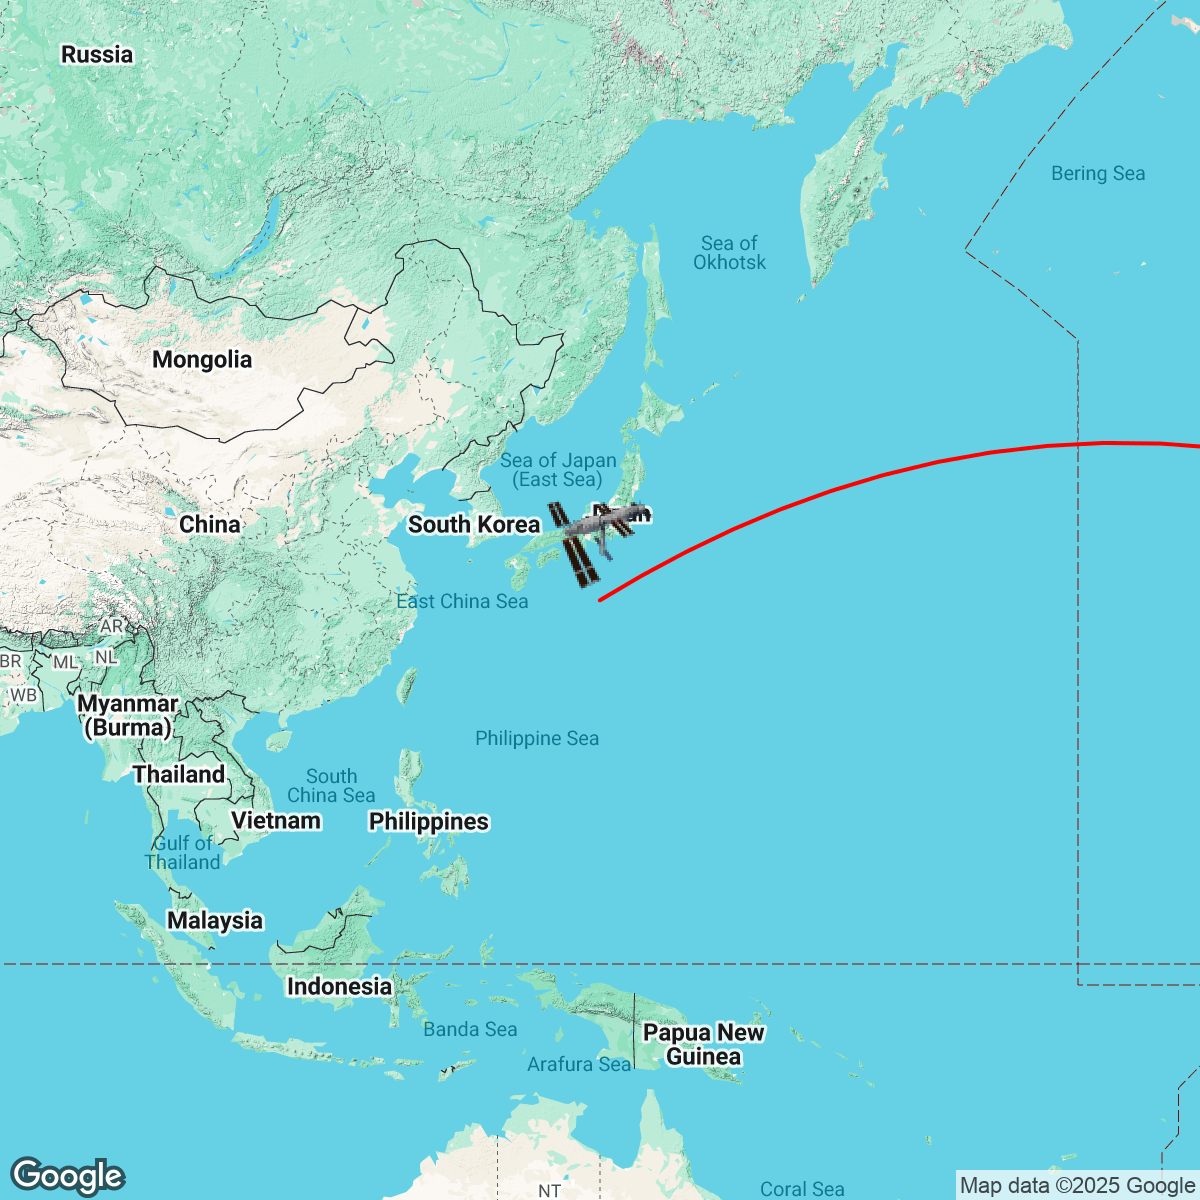 Russia
Bering Sea
Sea of
Okhotsk
Mongolia
Sea of Japan
(East Sea)
China
South Korea
East China Sea
AR
BR
ML
NL
WB
Myanmar
(Burma)
Philippine Sea
Thailand
South
China Sea
Vietnam
Philippines
Gulf of
Thailand
Malaysia
Indonesia
Banda Sea
Papua New
Guinea
Arafura Sea
NT
Coral Sea
Google
Map data ©2025 Google